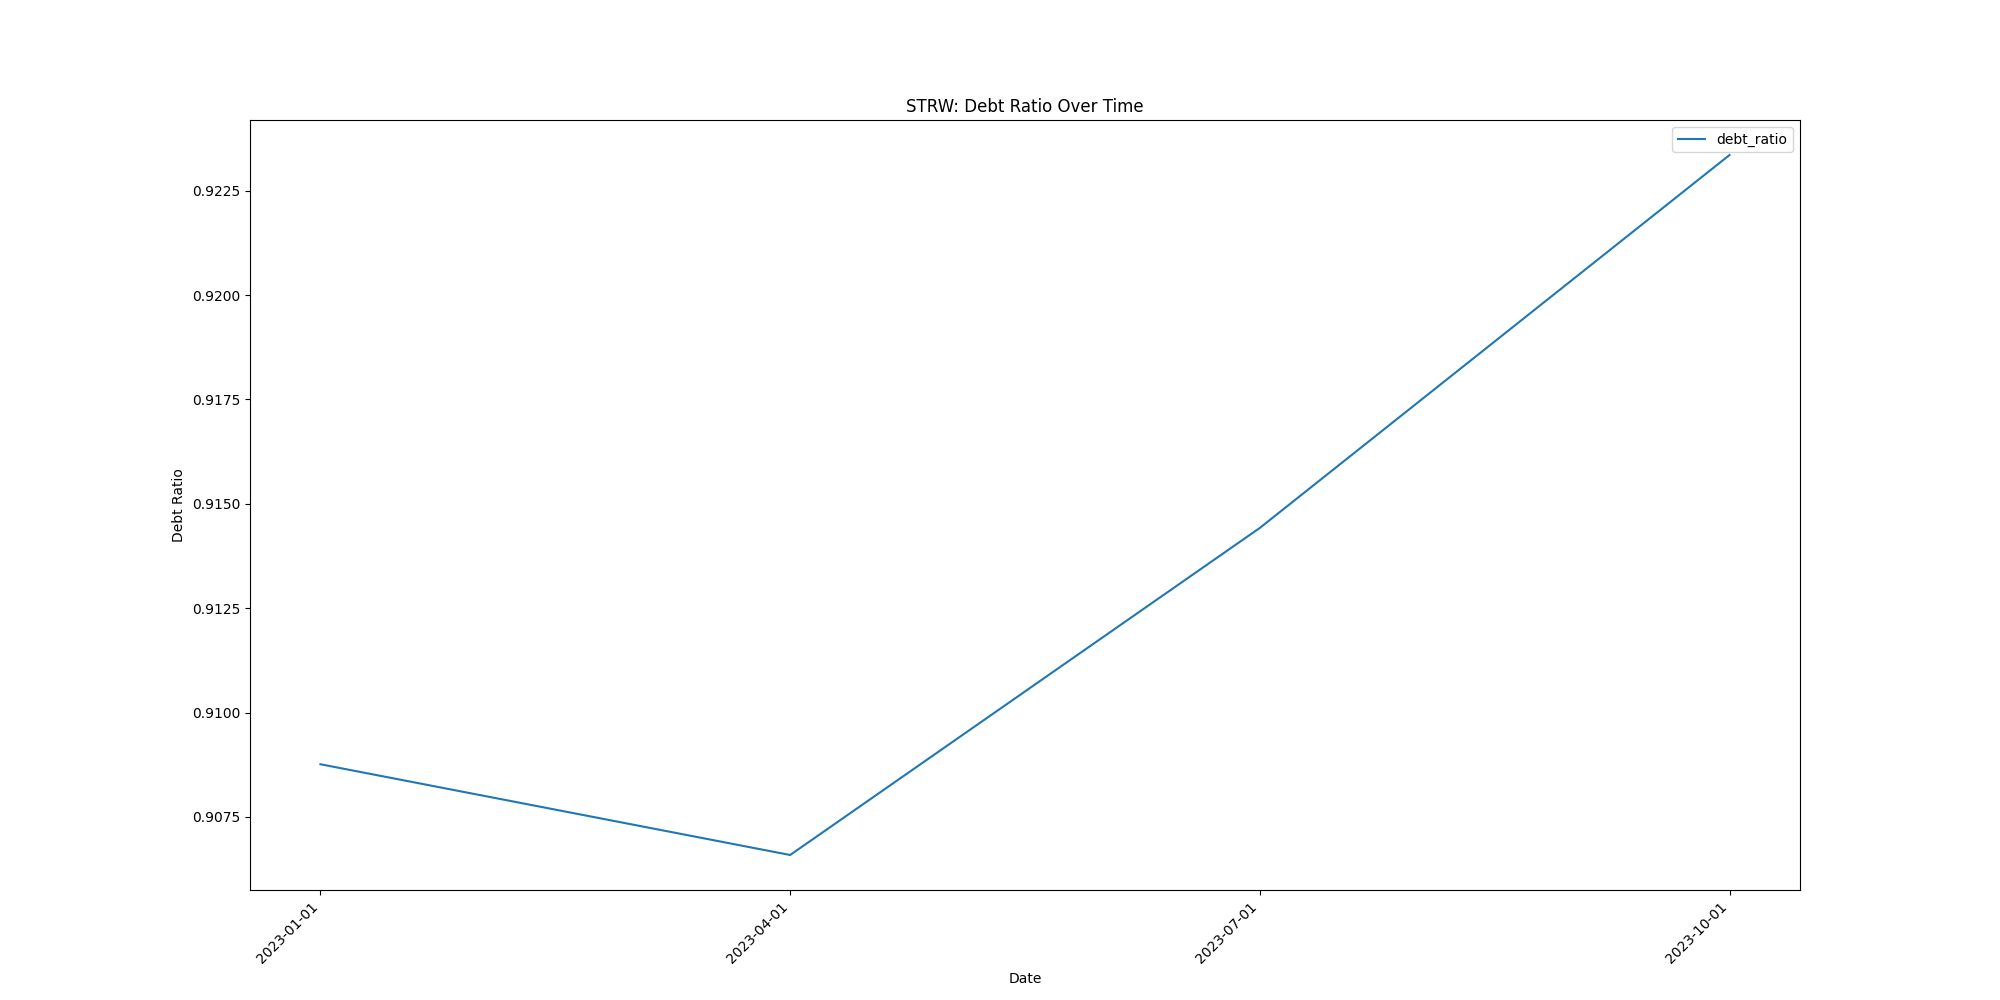 STRW: Debt Ratio Over Time
debt_ratio
0.9225
0.9200
0.9175
0.9150
0.9125
0.9100
0.9075
Debt Ratio
2023-01-01
2023-04-01
2023-07-01
2023-10-01
Date